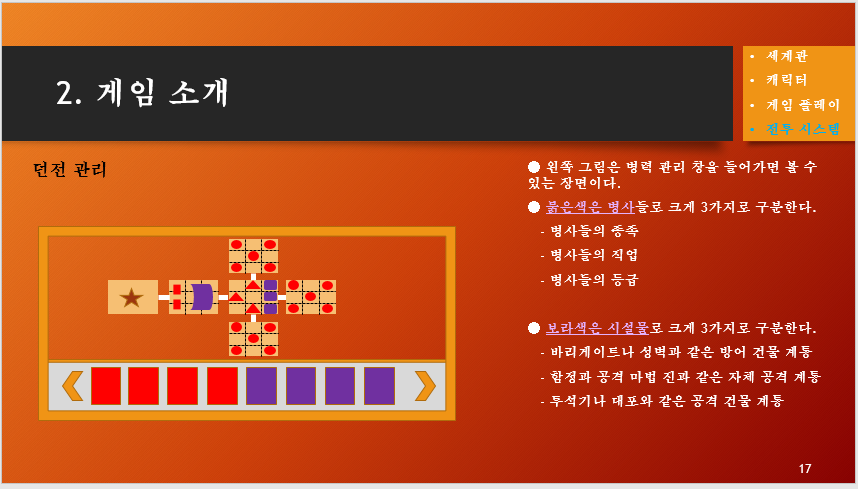 2. 게임 소개
• 세계관
• 캐릭터
• 게임 플레이
• 전투 시스템
던전 관리
● 왼쪽 그림은 병력 관리 창을 들어가면 볼 수
있는 장면이다.
● 붉은색은 병사들로 크게 3가지로 구분한다.
- 병사들의 종족
- 병사들의 직업
- 병사들의 등급
● 보라색은 시설물로 크게 3가지로 구분한다.
- 바리게이트나 성벽과 같은 방어 건물 계통
- 함정과 공격 마법 진과 같은 자체 공격 계통
- 투석기나 대포와 같은 공격 건물 계통
17